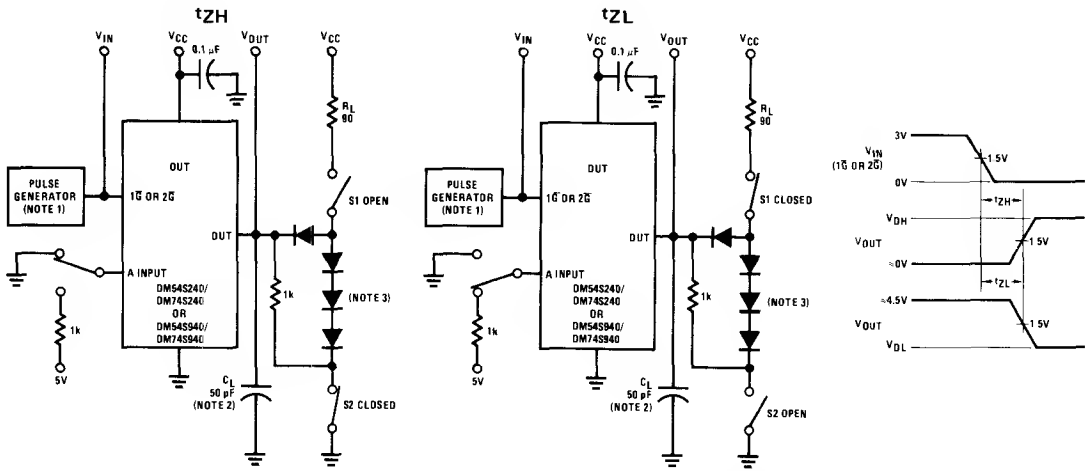 tZH
VIN
VCC
VOUT
VCC
0.1 µF
RL
90
OUT
PULSE
GENERATOR
(NOTE 1)
1G̅ OR 2G̅
S1 OPEN
OUT
A INPUT
DM54S240/
DM74S240
OR
DM54S940/
DM74S940
1k
(NOTE 3)
1k
5V
CL
50 pF
(NOTE 2)
S2 CLOSED
tZL
VIN
VCC
VOUT
VCC
0.1 µF
RL
90
DUT
PULSE
GENERATOR
(NOTE 1)
1G̅ OR 2G̅
S1 CLOSED
OUT
A INPUT
DM54S240/
DM74S240
OR
DM54S940/
DM74S940
1k
(NOTE 3)
1k
5V
CL
50 pF
(NOTE 2)
S2 OPEN
3V
VIN
(1G̅ OR 2G̅)
1.5V
0V
tZH
VOH
VOUT
1.5V
≈0V
tZL
≈4.5V
VOUT
1.5V
VOL